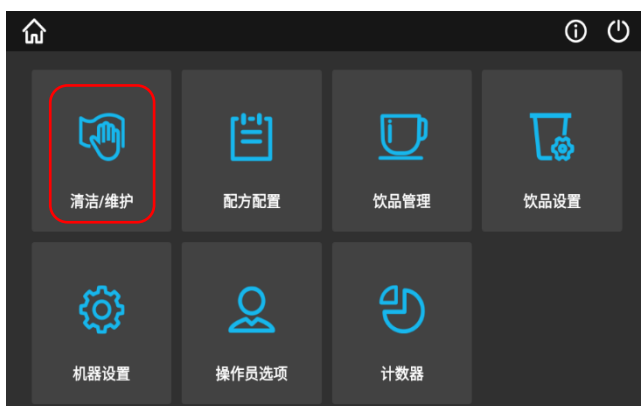 清洁/维护
配方配置
饮品管理
饮品设置
机器设置
操作员选项
计数器